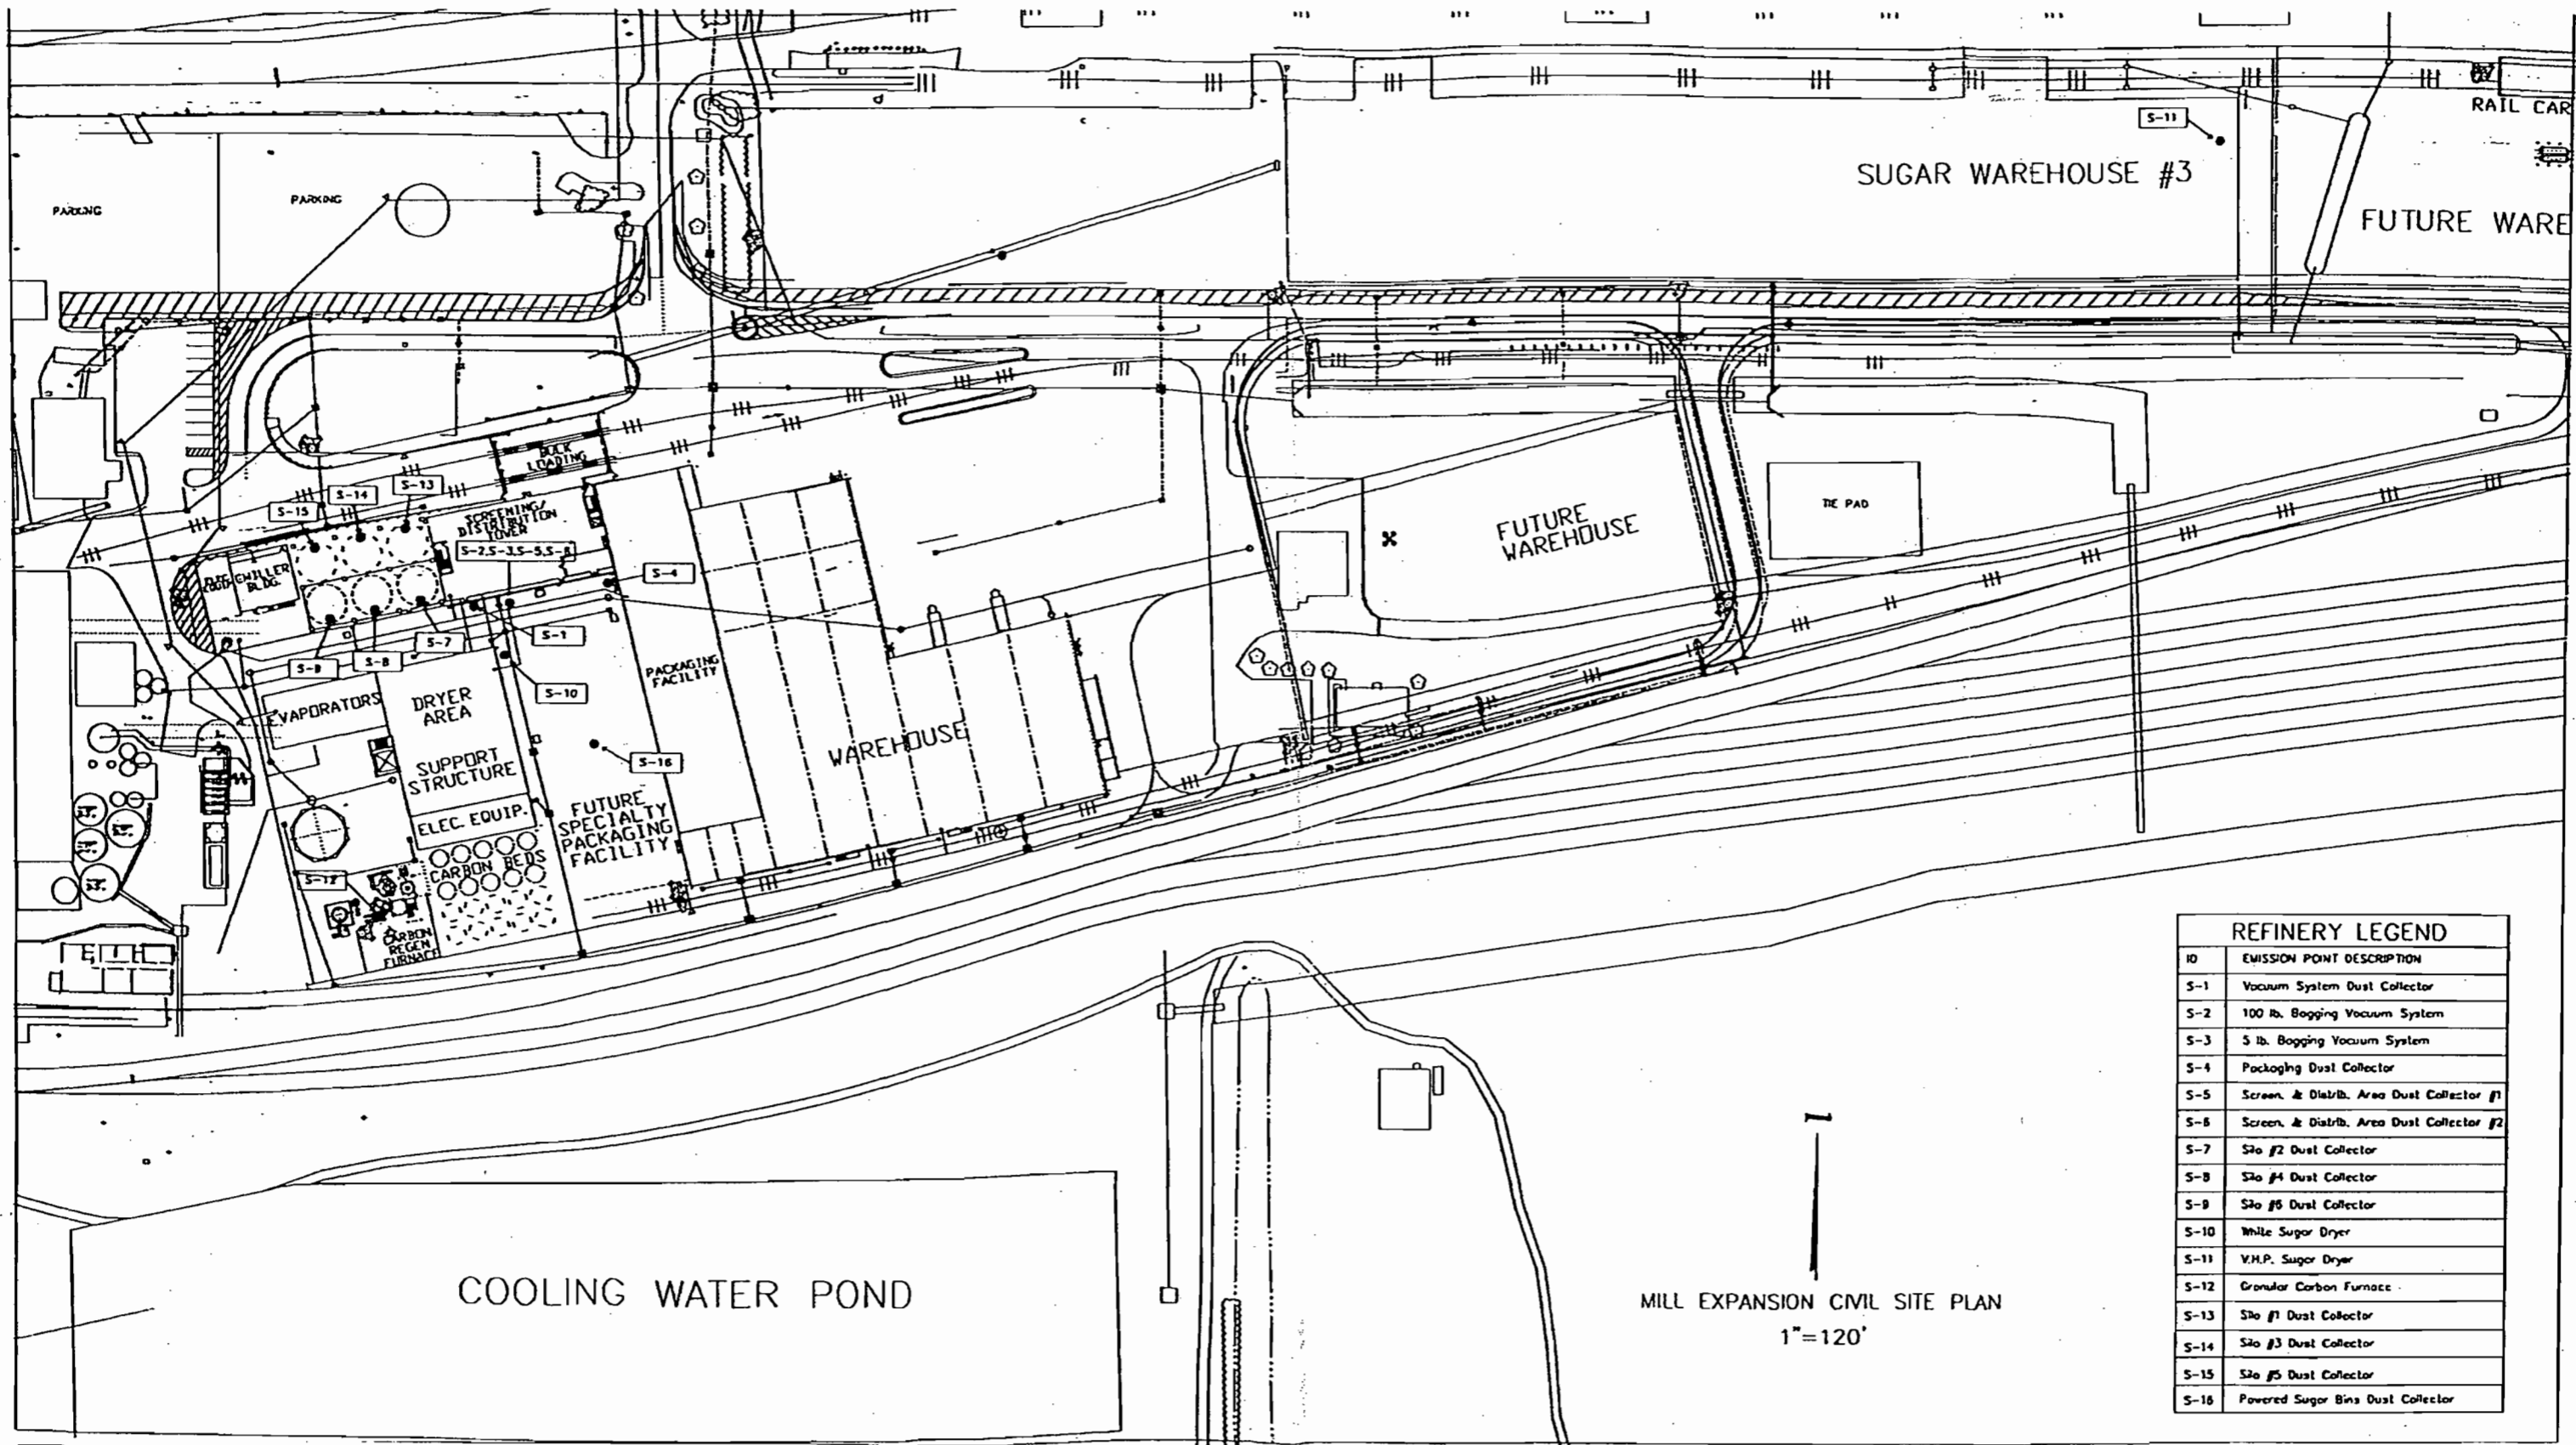 RAIL CAR
S-11
SUGAR WAREHOUSE #3
FUTURE WARE
PARKING
PARKING
BULK
LOADING
S-13
S-14
S-15
SCREENING/
DISTRIBUTION
TOWER
S-2,S-3,S-5,S-6
CHILLER
BLDG.
S-4
S-1
S-7
S-8
S-9
S-10
TIE PAD
FUTURE
WAREHOUSE
PACKAGING
FACILITY
EVAPORATORS
DRYER
AREA
SUPPORT
STRUCTURE
S-16
WAREHOUSE
ELEC. EQUIP.
FUTURE
SPECIALTY
PACKAGING
FACILITY
CARBON BEDS
S-12
CARBON
REGEN
FURNACE
COOLING WATER POND
MILL EXPANSION CIVIL SITE PLAN
1"=120'
REFINERY LEGEND
ID EMISSION POINT DESCRIPTION
S-1 Vacuum System Dust Collector
S-2 100 lb. Bagging Vacuum System
S-3 5 lb. Bagging Vacuum System
S-4 Packaging Dust Collector
S-5 Screen. & Distrib. Area Dust Collector #1
S-6 Screen. & Distrib. Area Dust Collector #2
S-7 Silo #2 Dust Collector
S-8 Silo #4 Dust Collector
S-9 Silo #6 Dust Collector
S-10 White Sugar Dryer
S-11 V.H.P. Sugar Dryer
S-12 Granular Carbon Furnace
S-13 Silo #1 Dust Collector
S-14 Silo #3 Dust Collector
S-15 Silo #5 Dust Collector
S-16 Powered Sugar Bins Dust Collector